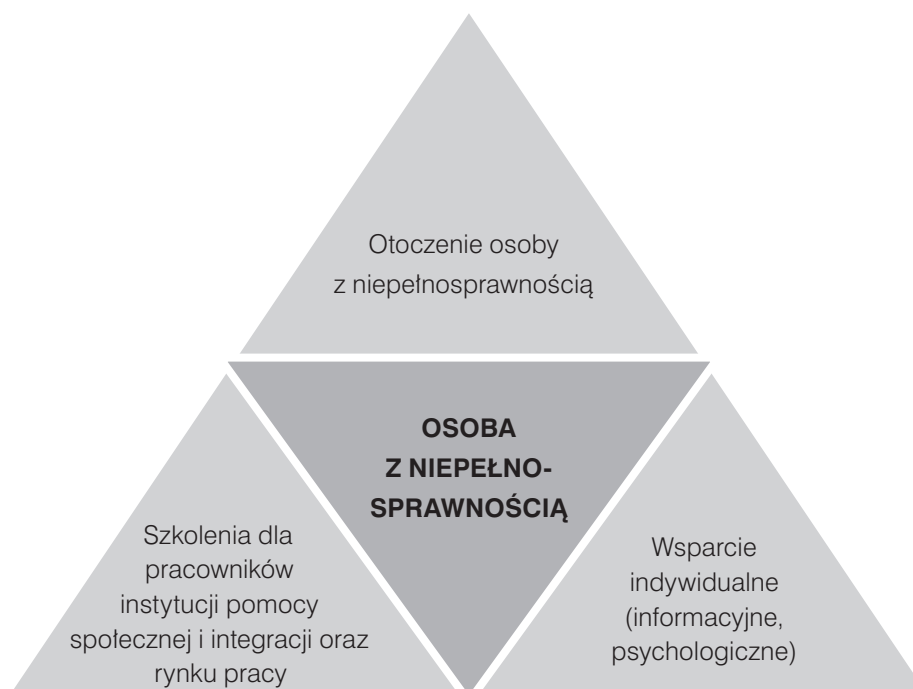 Otoczenie osoby
z niepełnosprawnością
OSOBA
Z NIEPEŁNO-
SPRAWNOŚCIĄ
Szkolenia dla
pracowników
instytucji pomocy
społecznej i integracji oraz
rynku pracy
Wsparcie
indywidualne
(informacyjne,
psychologiczne)